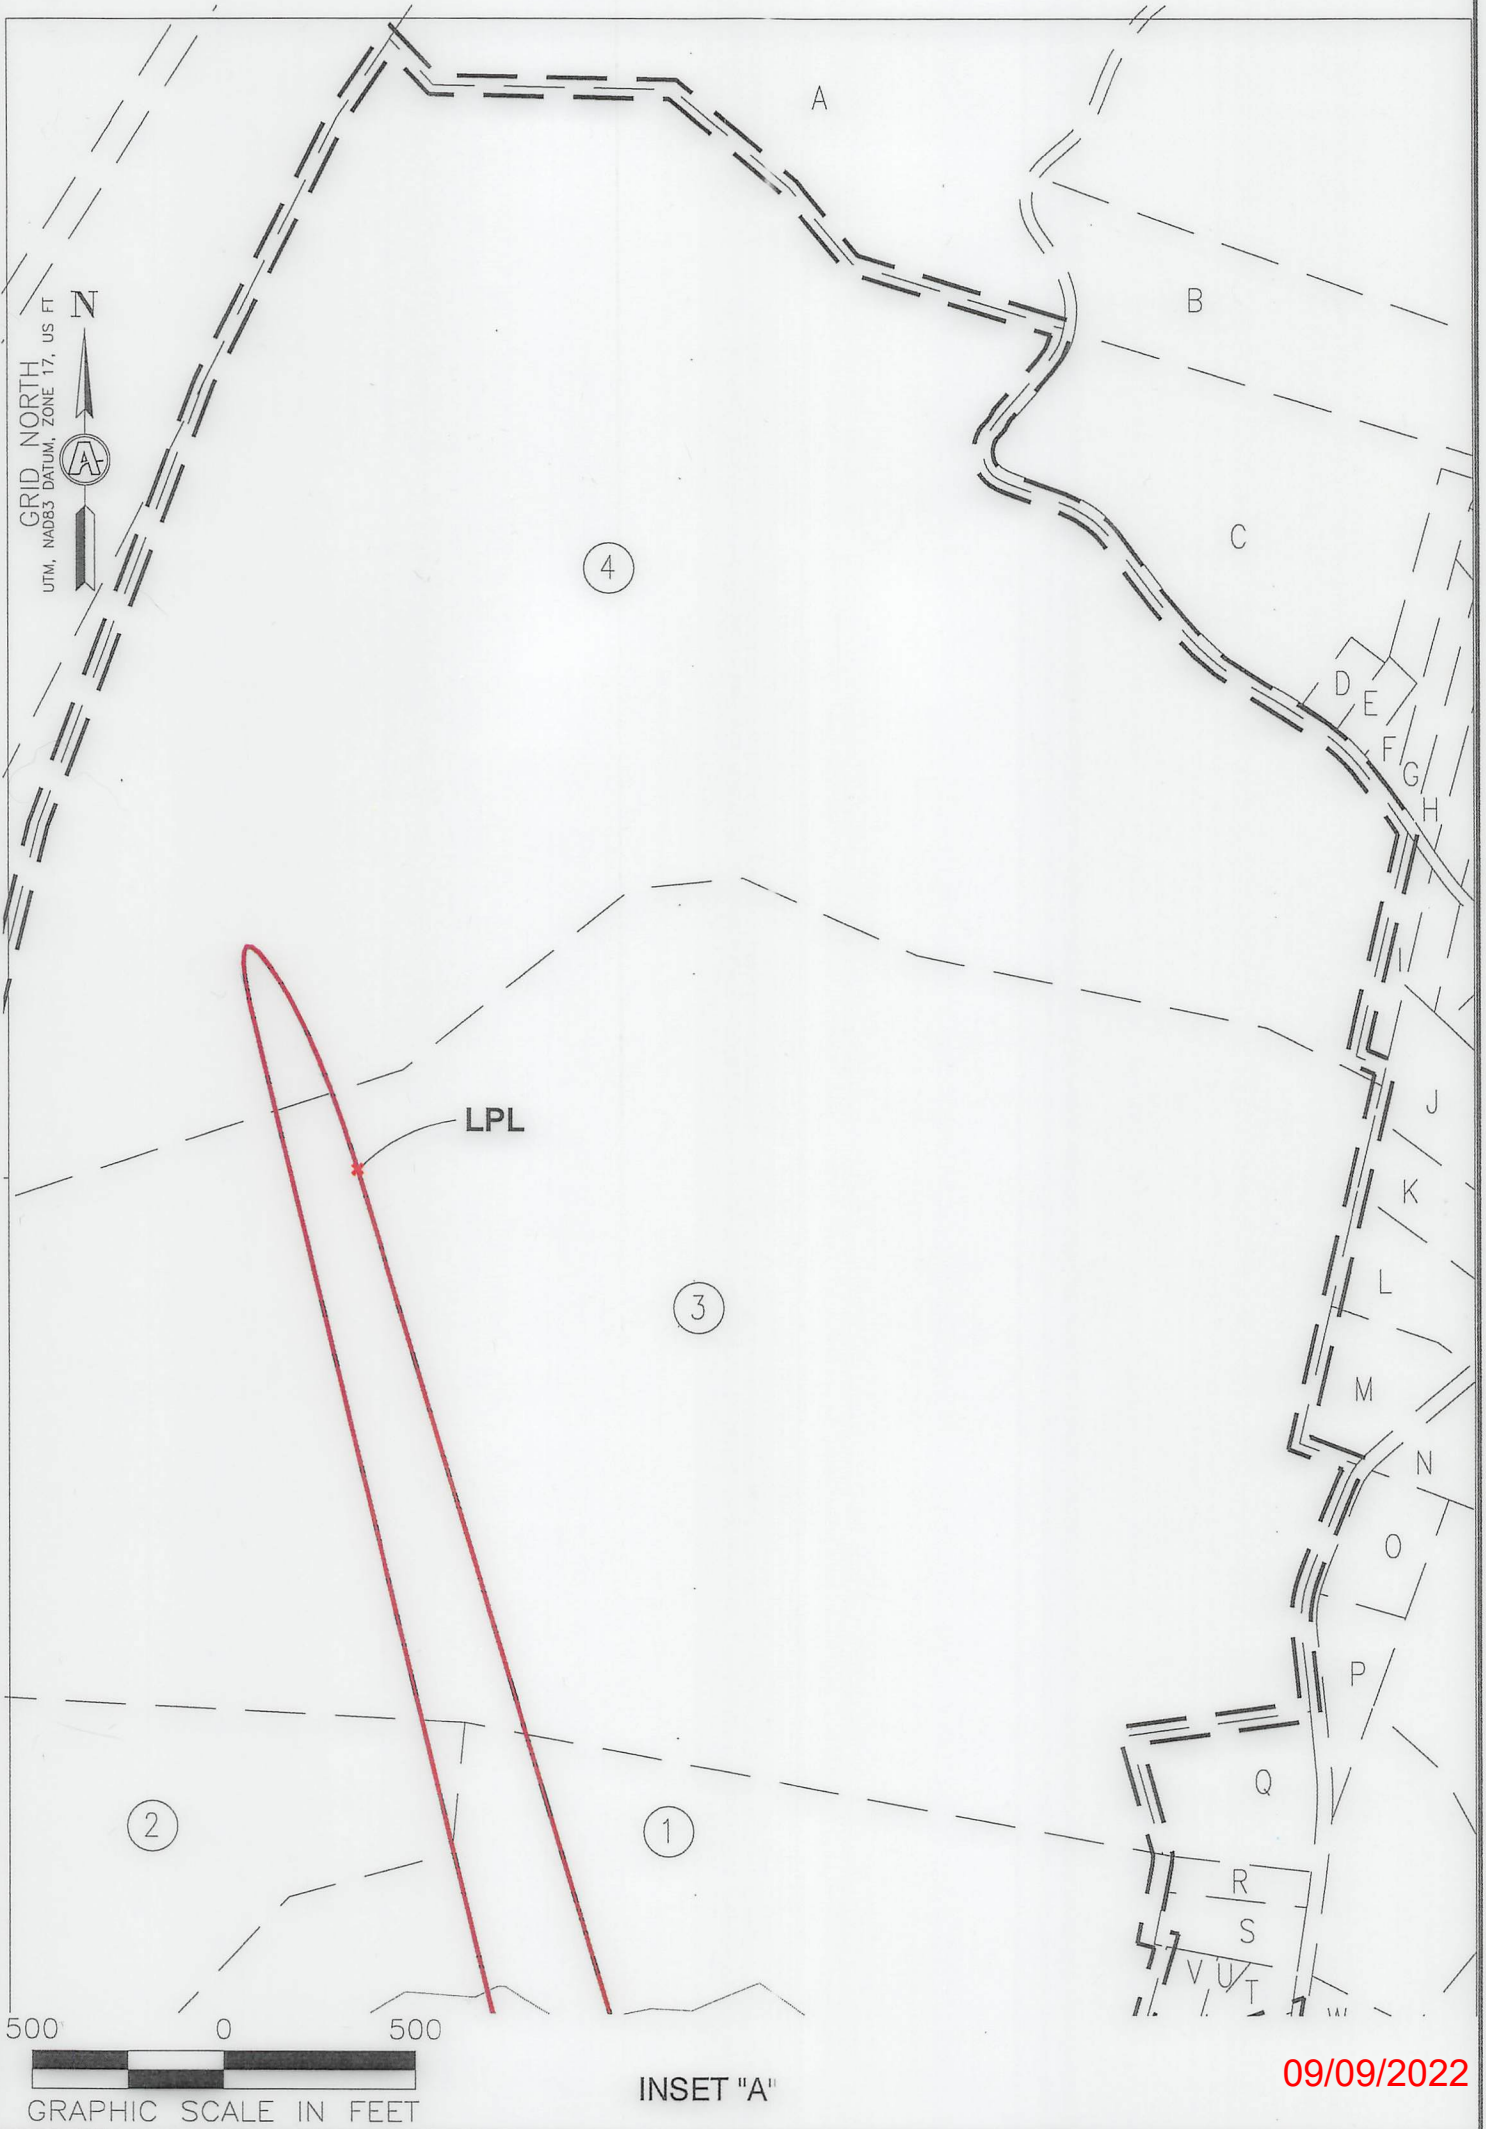 A
B
N
GRID NORTH
UTM, NAD83 DATUM, ZONE 17, US FT
A
C
4
D
E
F
G
H
I
LPL
J
K
3
L
M
N
O
P
Q
2
1
R
S
V U T
W
500 0 500
GRAPHIC SCALE IN FEET
INSET "A"
09/09/2022